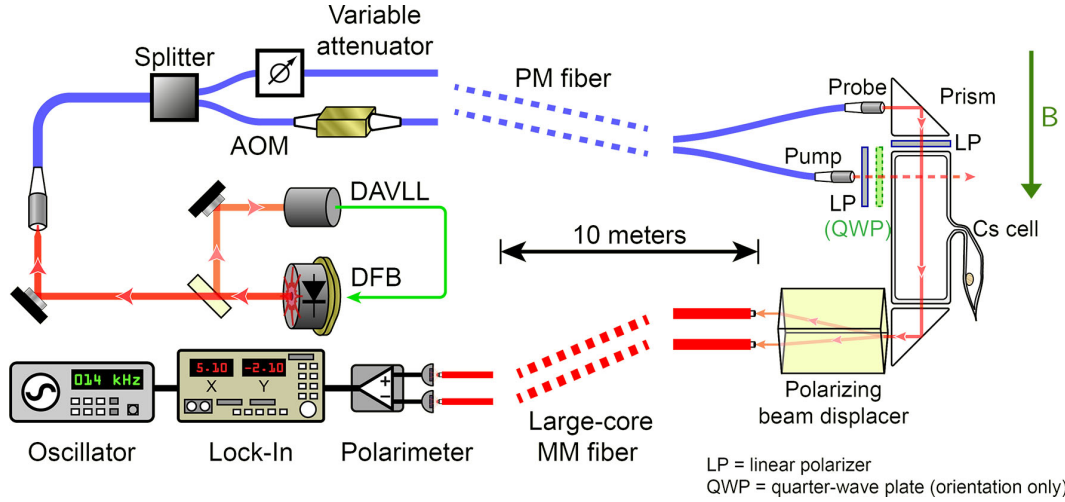 Variable
attenuator
Splitter
PM fiber
Probe
Prism
B
AOM
LP
Pump
DAVLL
LP
(QWP)
Cs cell
10 meters
DFB
014 kHz
5.10 -2.10
X Y
+
−
Polarizing
beam displacer
Oscillator
Lock-In
Polarimeter
Large-core
MM fiber
LP = linear polarizer
QWP = quarter-wave plate (orientation only)